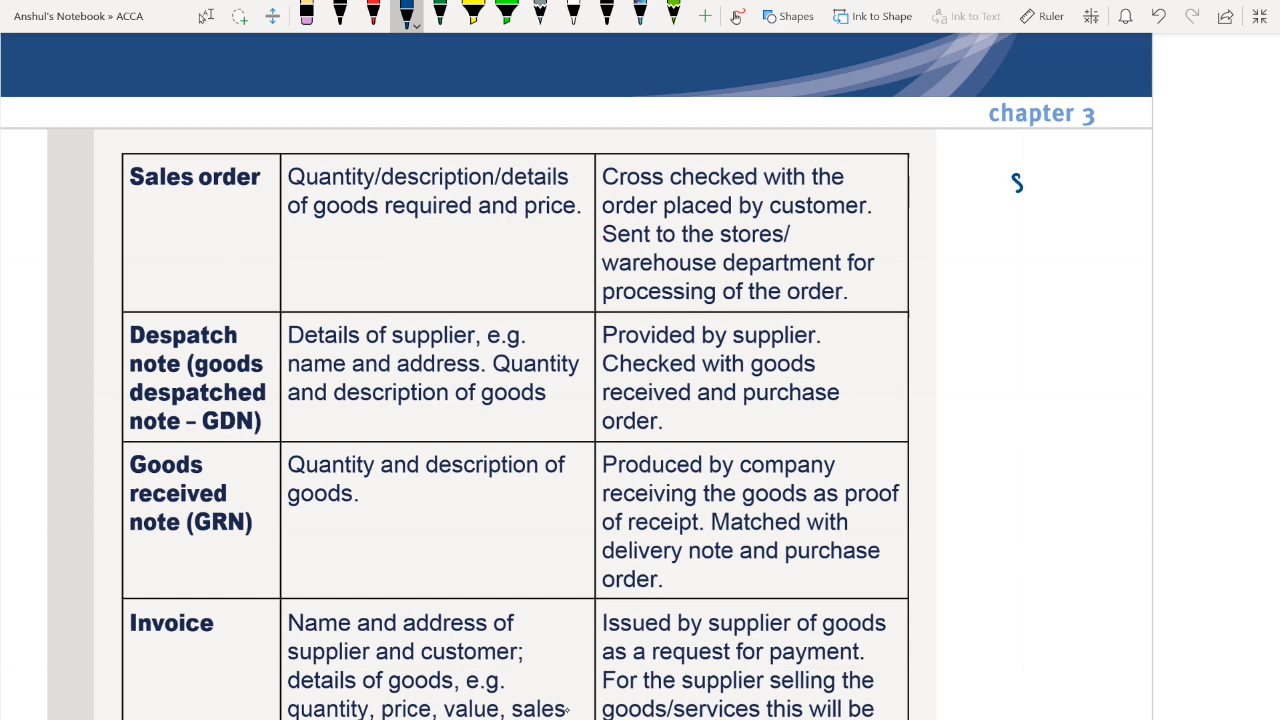 Anshul's Notebook » ACCA
Shapes
Ink to Shape
Ink to Text
Ruler
chapter 3
Sales order
Quantity/description/details
of goods required and price.
Cross checked with the
order placed by customer.
Sent to the stores/
warehouse department for
processing of the order.
Despatch
note (goods
despatched
note – GDN)
Details of supplier, e.g.
name and address. Quantity
and description of goods
Provided by supplier.
Checked with goods
received and purchase
order.
Goods
received
note (GRN)
Quantity and description of
goods.
Produced by company
receiving the goods as proof
of receipt. Matched with
delivery note and purchase
order.
Invoice
Name and address of
supplier and customer;
details of goods, e.g.
quantity, price, value, sales
Issued by supplier of goods
as a request for payment.
For the supplier selling the
goods/services this will be